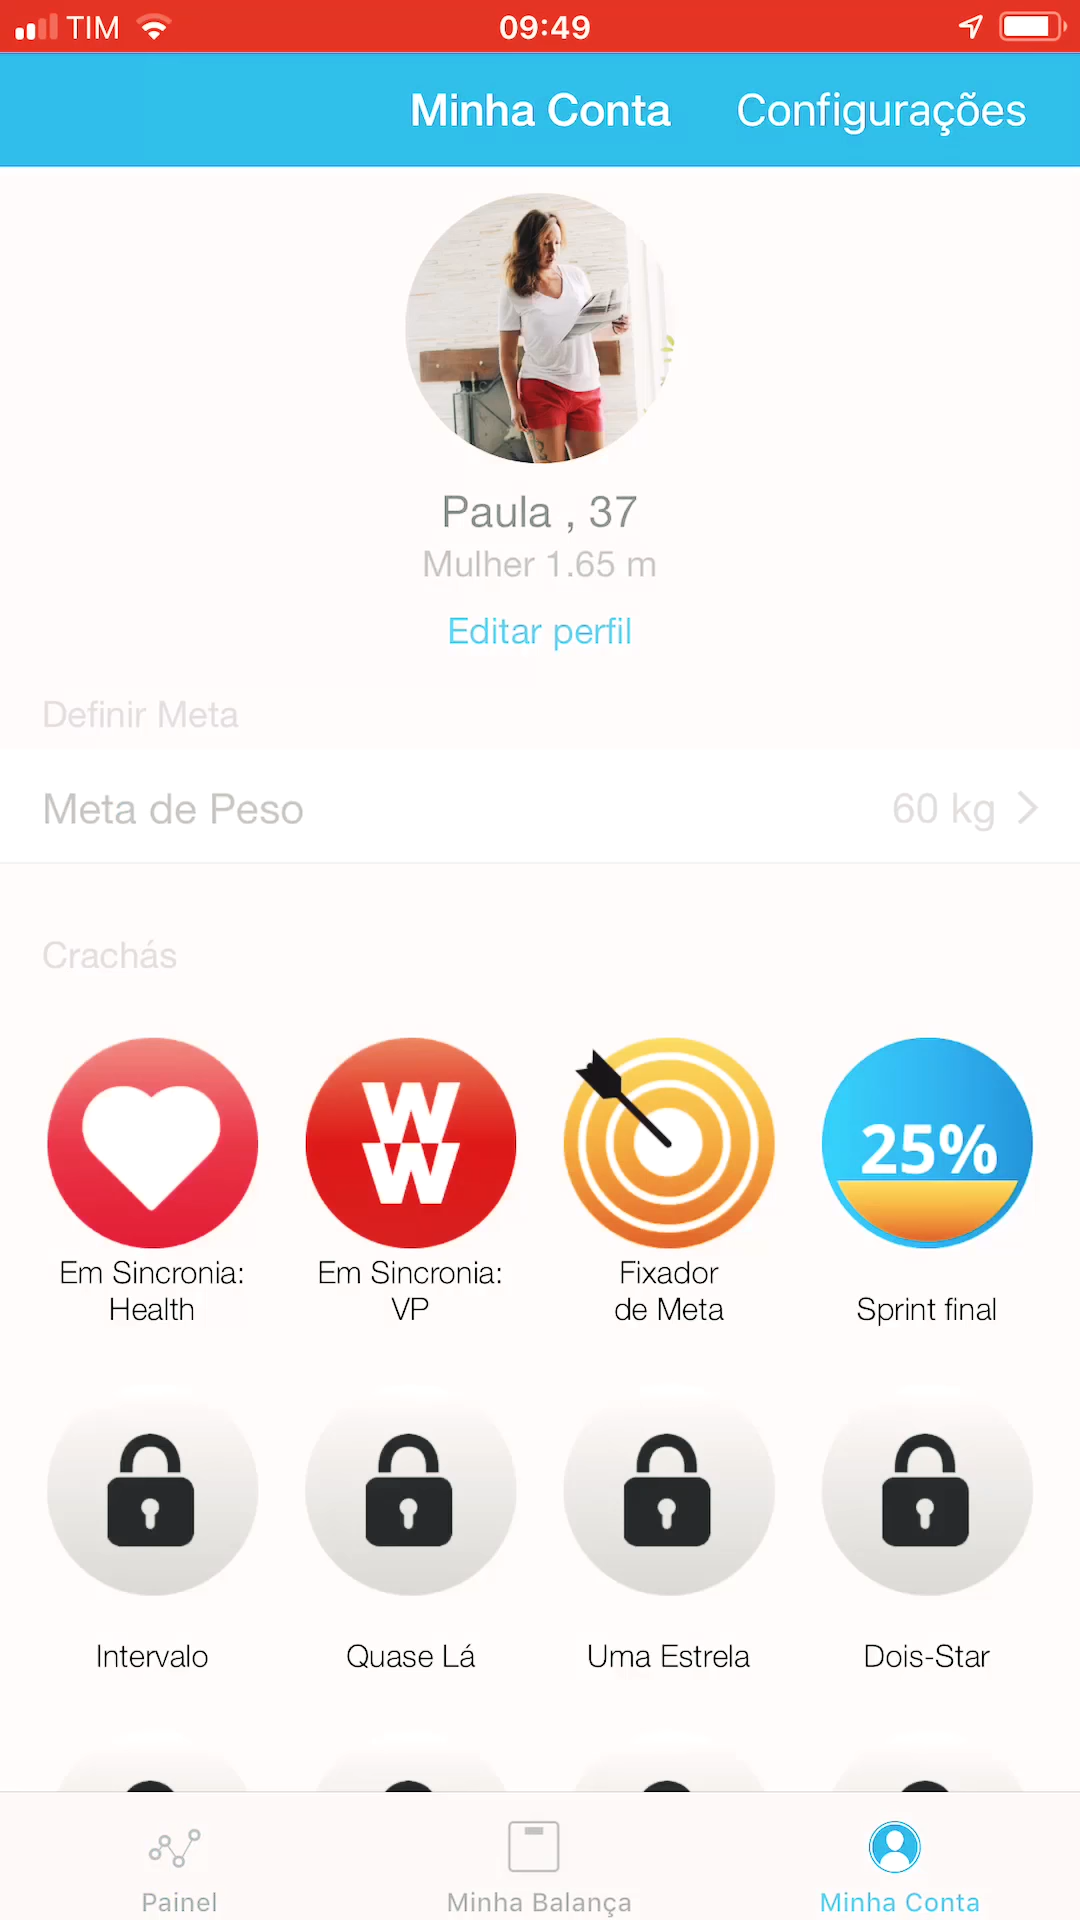 TIM 09:49
Minha Conta Configurações
Paula , 37
Mulher 1.65 m
Editar perfil
Definir Meta
Meta de Peso 60 kg
Crachás
W
W
25%
Em Sincronia:
Health
Em Sincronia:
VP
Fixador
de Meta
Sprint final
Intervalo Quase Lá Uma Estrela Dois-Star
Painel Minha Balança Minha Conta